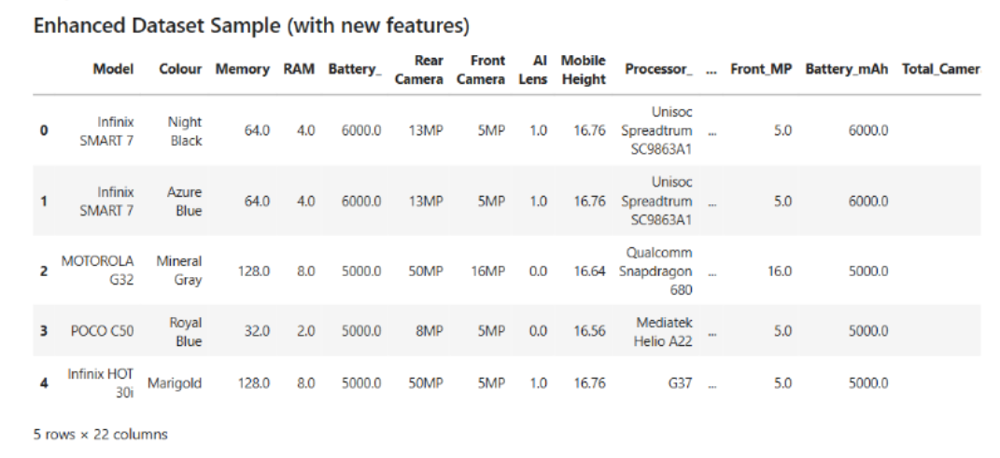 Enhanced Dataset Sample (with new features)
Model Colour Memory RAM Battery_ Rear Camera Front Camera AI Lens Mobile Height Processor_ ... Front_MP Battery_mAh Total_Camer
0 Infinix SMART 7 Night Black 64.0 4.0 6000.0 13MP 5MP 1.0 16.76 Unisoc Spreadtrum SC9863A1 ... 5.0 6000.0
1 Infinix SMART 7 Azure Blue 64.0 4.0 6000.0 13MP 5MP 1.0 16.76 Unisoc Spreadtrum SC9863A1 ... 5.0 6000.0
2 MOTOROLA G32 Mineral Gray 128.0 8.0 5000.0 50MP 16MP 0.0 16.64 Qualcomm Snapdragon 680 ... 16.0 5000.0
3 POCO C50 Royal Blue 32.0 2.0 5000.0 8MP 5MP 0.0 16.56 Mediatek Helio A22 ... 5.0 5000.0
4 Infinix HOT 30i Marigold 128.0 8.0 5000.0 50MP 5MP 1.0 16.76 G37 ... 5.0 5000.0
5 rows × 22 columns